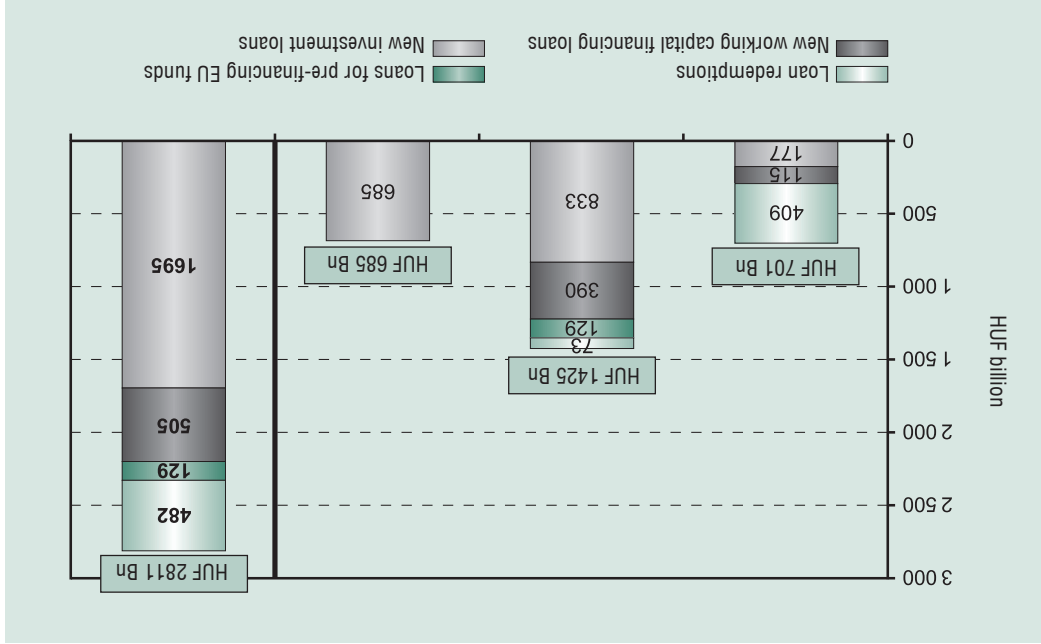 HUF billion
3 000
2 500
2 000
1 500
1 000
500
0
HUF 701 Bn
409
115
177
HUF 1425 Bn
73
129
390
833
HUF 685 Bn
685
HUF 2811 Bn
482
129
505
1695
Loan redemptions
Loans for pre-financing EU funds
New working capital financing loans
New investment loans